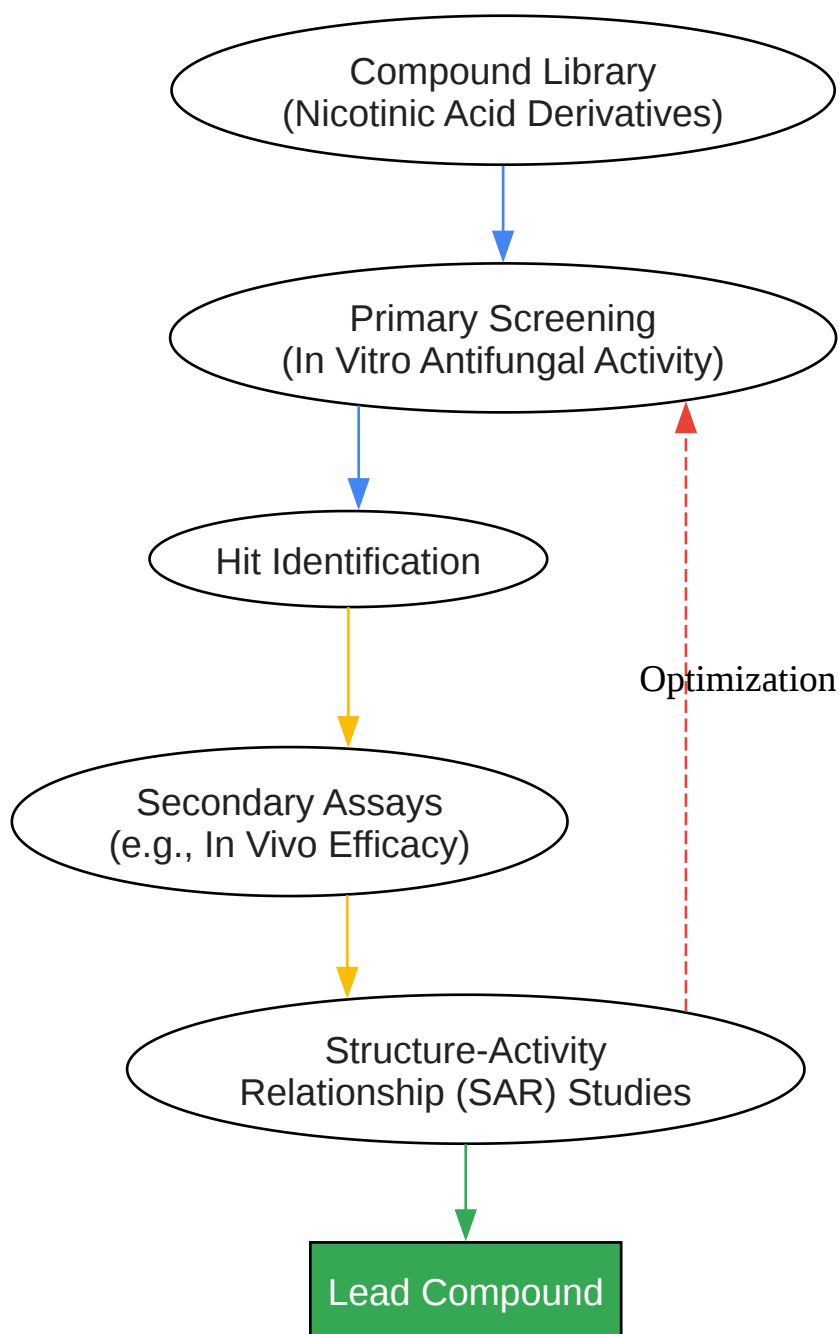 Compound Library
(Nicotinic Acid Derivatives)
Primary Screening
(In Vitro Antifungal Activity)
Hit Identification
Optimization
Secondary Assays
(e.g., In Vivo Efficacy)
Structure-Activity
Relationship (SAR) Studies
Lead Compound